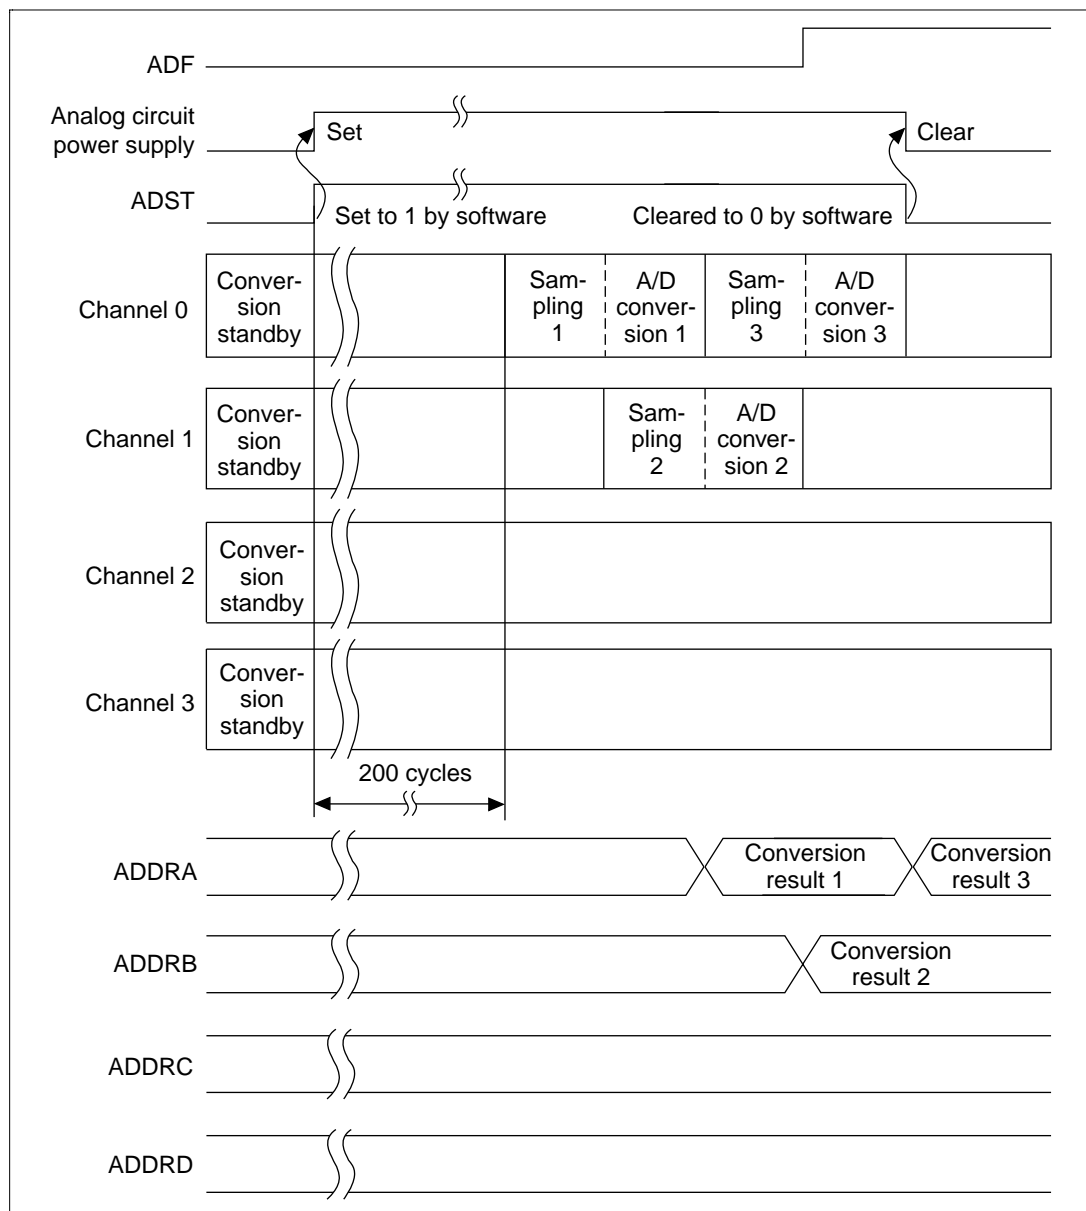 ADF
Analog circuit
power supply
Set
Clear
ADST
Set to 1 by software
Cleared to 0 by software
Channel 0
Conver-
sion
standby
Sam-
pling
1
A/D
conver-
sion 1
Sam-
pling
3
A/D
conver-
sion 3
Channel 1
Conver-
sion
standby
Sam-
pling
2
A/D
conver-
sion 2
Channel 2
Conver-
sion
standby
Channel 3
Conver-
sion
standby
200 cycles
ADDRA
Conversion
result 1
Conversion
result 3
ADDRB
Conversion
result 2
ADDRC
ADDRD